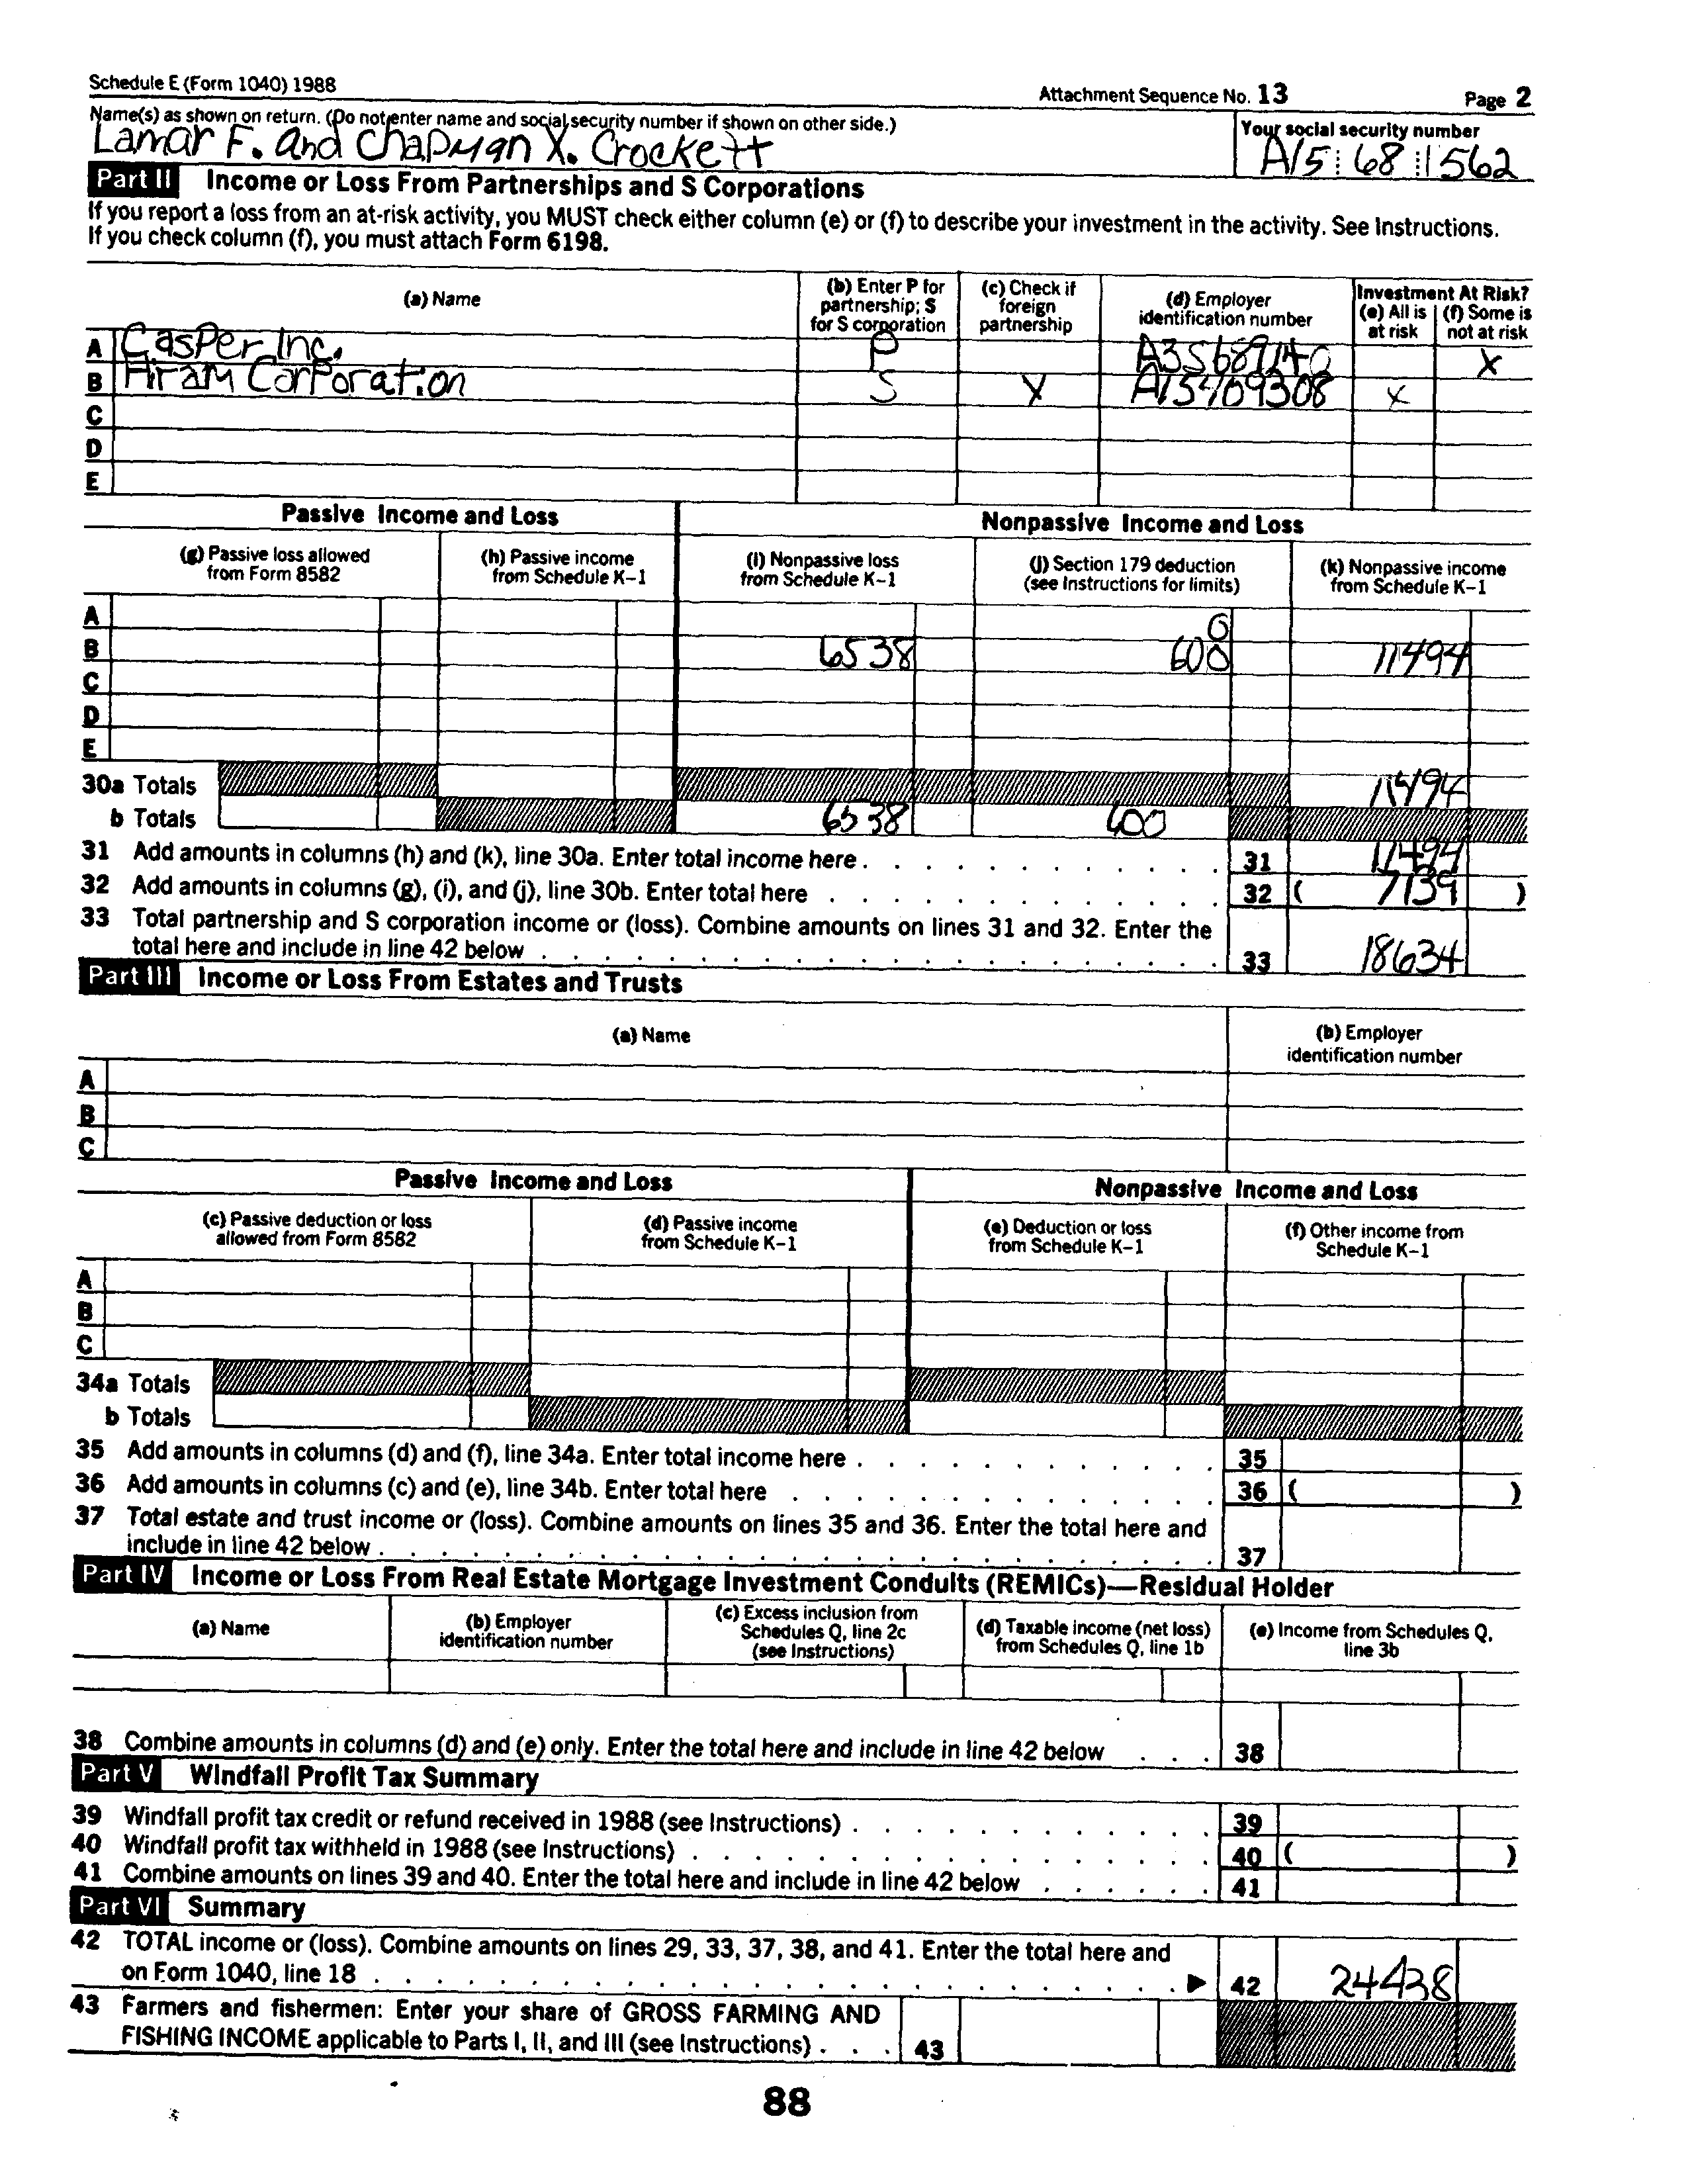 Schedule E (Form 1040) 1988 Attachment Sequence No. 13 Page 2
Name(s) as shown on return. (Do not enter name and social security number if shown on other side.) Your social security number
Lamar F. and Chapman X. Crockett A15 68 1562
Part II Income or Loss From Partnerships and S Corporations
If you report a loss from an at-risk activity, you MUST check either column (e) or (f) to describe your investment in the activity. See Instructions.
If you check column (f), you must attach Form 6198.
(a) Name (b) Enter P for partnership; S for S corporation (c) Check if foreign partnership (d) Employer identification number Investment At Risk? (e) All is at risk (f) Some is not at risk
A Casper Inc. P A35689140 X
B Hiram Corporation S X A15409308 X
C
D
E
Passive Income and Loss Nonpassive Income and Loss
(g) Passive loss allowed from Form 8582 (h) Passive income from Schedule K-1 (i) Nonpassive loss from Schedule K-1 (j) Section 179 deduction (see Instructions for limits) (k) Nonpassive income from Schedule K-1
A 0
B 6538 600 11494
C
D
E
30a Totals 11494
b Totals 6538 600
31 Add amounts in columns (h) and (k), line 30a. Enter total income here . . . 31 11494
32 Add amounts in columns (g), (i), and (j), line 30b. Enter total here . . . 32 ( 7139 )
33 Total partnership and S corporation income or (loss). Combine amounts on lines 31 and 32. Enter the
total here and include in line 42 below . . . 33 18634
Part III Income or Loss From Estates and Trusts
(a) Name (b) Employer identification number
A
B
C
Passive Income and Loss Nonpassive Income and Loss
(c) Passive deduction or loss allowed from Form 8582 (d) Passive income from Schedule K-1 (e) Deduction or loss from Schedule K-1 (f) Other income from Schedule K-1
A
B
C
34a Totals
b Totals
35 Add amounts in columns (d) and (f), line 34a. Enter total income here . . . 35
36 Add amounts in columns (c) and (e), line 34b. Enter total here . . . 36 ( )
37 Total estate and trust income or (loss). Combine amounts on lines 35 and 36. Enter the total here and
include in line 42 below . . . 37
Part IV Income or Loss From Real Estate Mortgage Investment Conduits (REMICs)—Residual Holder
(a) Name (b) Employer identification number (c) Excess inclusion from Schedules Q, line 2c (see Instructions) (d) Taxable income (net loss) from Schedules Q, line 1b (e) Income from Schedules Q, line 3b
38 Combine amounts in columns (d) and (e) only. Enter the total here and include in line 42 below . . . 38
Part V Windfall Profit Tax Summary
39 Windfall profit tax credit or refund received in 1988 (see Instructions) . . . 39
40 Windfall profit tax withheld in 1988 (see Instructions) . . . 40 ( )
41 Combine amounts on lines 39 and 40. Enter the total here and include in line 42 below . . . 41
Part VI Summary
42 TOTAL income or (loss). Combine amounts on lines 29, 33, 37, 38, and 41. Enter the total here and
on Form 1040, line 18 . . . ▶ 42 24438
43 Farmers and fishermen: Enter your share of GROSS FARMING AND
FISHING INCOME applicable to Parts I, II, and III (see Instructions) . . . 43
88